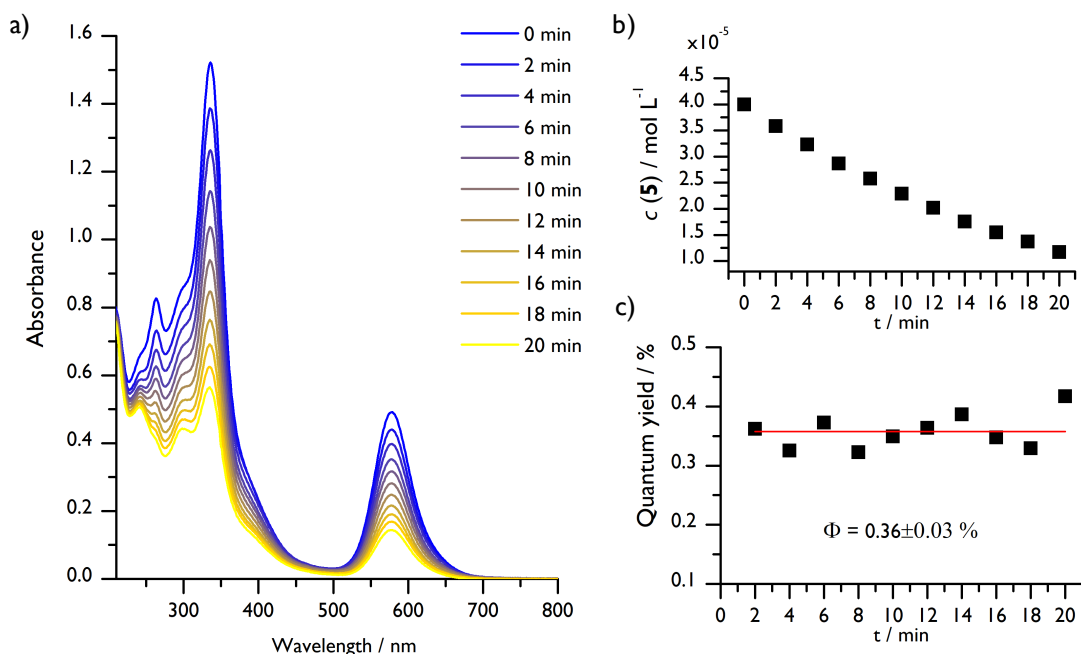 a)
Absorbance
1.6
1.4
1.2
1.0
0.8
0.6
0.4
0.2
0.0
300 400 500 600 700 800
Wavelength / nm
0 min
2 min
4 min
6 min
8 min
10 min
12 min
14 min
16 min
18 min
20 min
b)
×10⁻⁵
c (5) / mol L⁻¹
4.5
4.0
3.5
3.0
2.5
2.0
1.5
1.0
0 2 4 6 8 10 12 14 16 18 20
t / min
c)
Quantum yield / %
0.5
0.4
0.3
0.2
0.1
Φ = 0.36±0.03 %
0 2 4 6 8 10 12 14 16 18 20
t / min